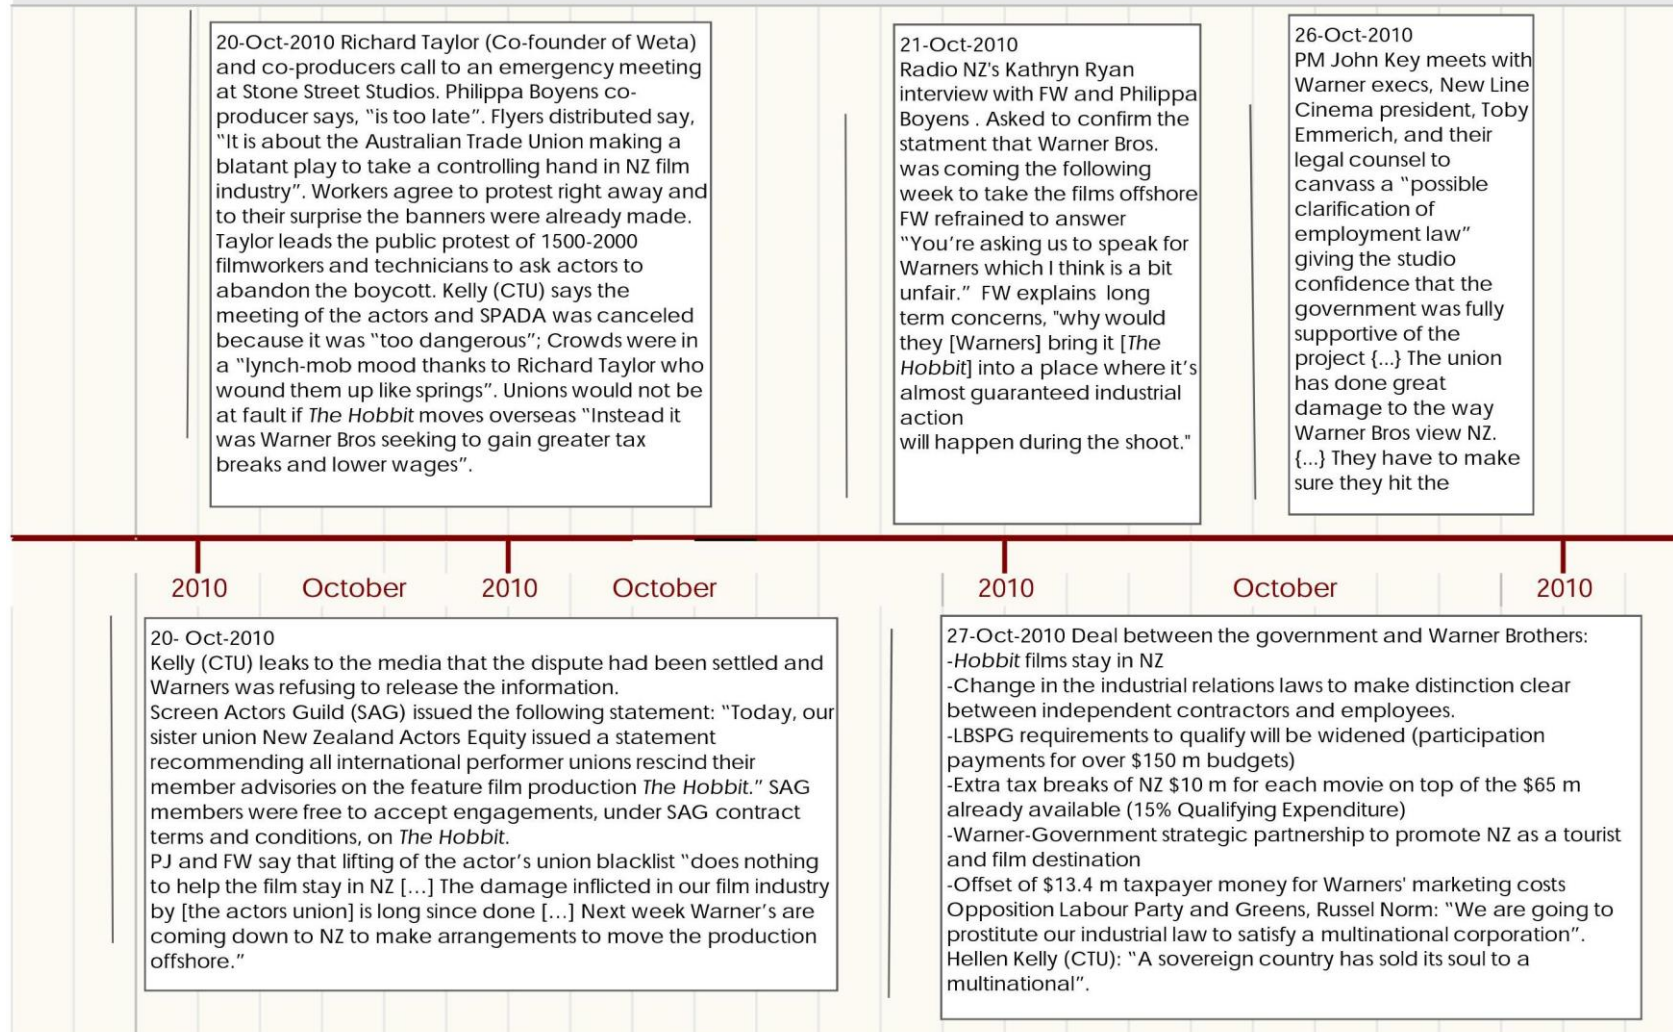 20-Oct-2010 Richard Taylor (Co-founder of Weta)
and co-producers call to an emergency meeting
at Stone Street Studios. Philippa Boyens co-
producer says, “is too late”. Flyers distributed say,
“It is about the Australian Trade Union making a
blatant play to take a controlling hand in NZ film
industry”. Workers agree to protest right away and
to their surprise the banners were already made.
Taylor leads the public protest of 1500-2000
filmworkers and technicians to ask actors to
abandon the boycott. Kelly (CTU) says the
meeting of the actors and SPADA was canceled
because it was “too dangerous”; Crowds were in
a “lynch-mob mood thanks to Richard Taylor who
wound them up like springs”. Unions would not be
at fault if The Hobbit moves overseas “Instead it
was Warner Bros seeking to gain greater tax
breaks and lower wages”.
21-Oct-2010
Radio NZ's Kathryn Ryan
interview with FW and Philippa
Boyens . Asked to confirm the
statment that Warner Bros.
was coming the following
week to take the films offshore
FW refrained to answer
“You’re asking us to speak for
Warners which I think is a bit
unfair.” FW explains long
term concerns, "why would
they [Warners] bring it [The
Hobbit] into a place where it’s
almost guaranteed industrial
action
will happen during the shoot."
26-Oct-2010
PM John Key meets with
Warner execs, New Line
Cinema president, Toby
Emmerich, and their
legal counsel to
canvass a “possible
clarification of
employment law”
giving the studio
confidence that the
government was fully
supportive of the
project {...} The union
has done great
damage to the way
Warner Bros view NZ.
{...} They have to make
sure they hit the
2010 October 2010 October 2010 October 2010
20- Oct-2010
Kelly (CTU) leaks to the media that the dispute had been settled and
Warners was refusing to release the information.
Screen Actors Guild (SAG) issued the following statement: “Today, our
sister union New Zealand Actors Equity issued a statement
recommending all international performer unions rescind their
member advisories on the feature film production The Hobbit.” SAG
members were free to accept engagements, under SAG contract
terms and conditions, on The Hobbit.
PJ and FW say that lifting of the actor’s union blacklist “does nothing
to help the film stay in NZ […] The damage inflicted in our film industry
by [the actors union] is long since done […] Next week Warner’s are
coming down to NZ to make arrangements to move the production
offshore.”
27-Oct-2010 Deal between the government and Warner Brothers:
-Hobbit films stay in NZ
-Change in the industrial relations laws to make distinction clear
between independent contractors and employees.
-LBSPG requirements to qualify will be widened (participation
payments for over $150 m budgets)
-Extra tax breaks of NZ $10 m for each movie on top of the $65 m
already available (15% Qualifying Expenditure)
-Warner-Government strategic partnership to promote NZ as a tourist
and film destination
-Offset of $13.4 m taxpayer money for Warners' marketing costs
Opposition Labour Party and Greens, Russel Norm: “We are going to
prostitute our industrial law to satisfy a multinational corporation”.
Hellen Kelly (CTU): “A sovereign country has sold its soul to a
multinational”.